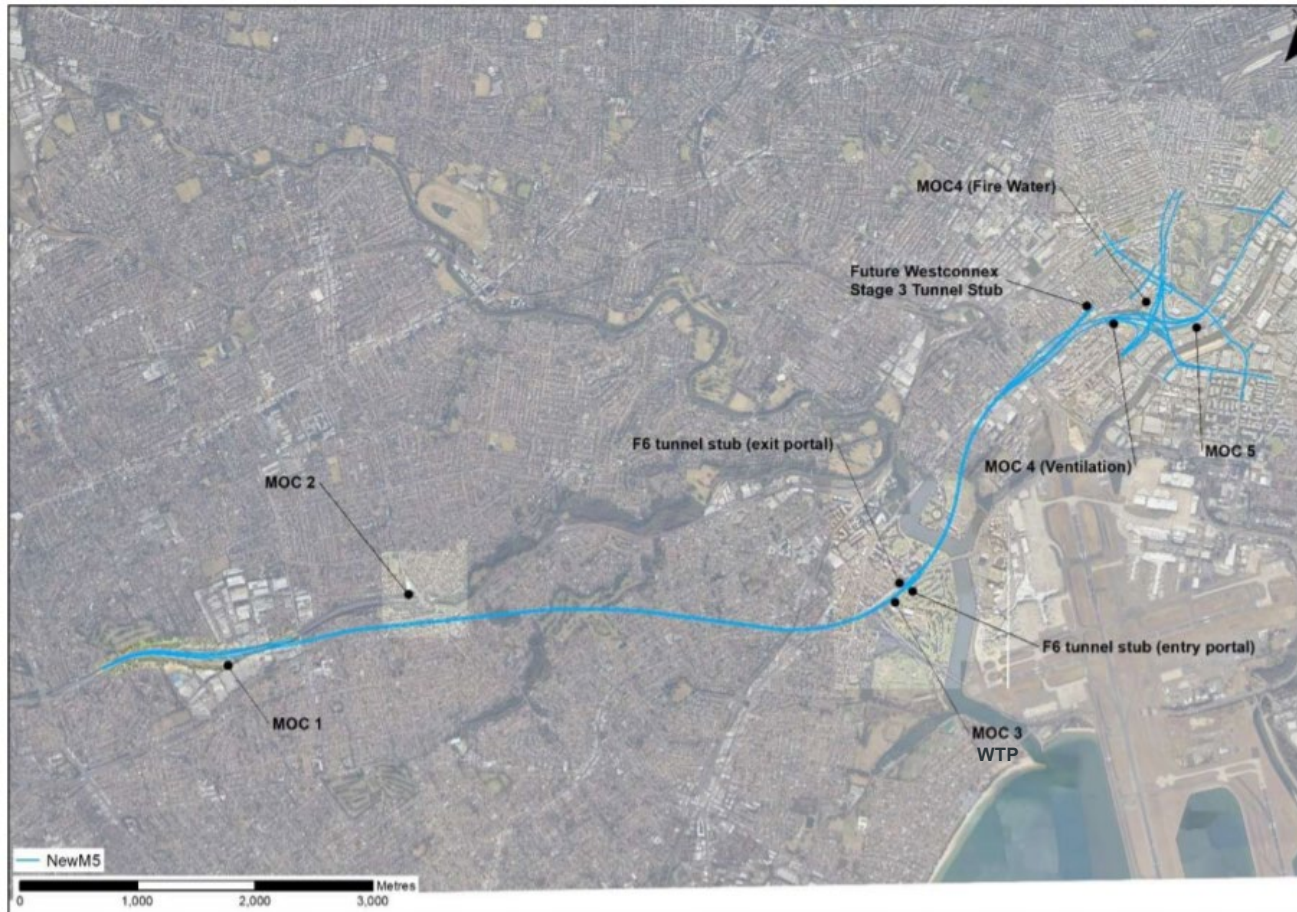 MOC4 (Fire Water)
Future Westconnex
Stage 3 Tunnel Stub
F6 tunnel stub (exit portal)
MOC 5
MOC 4 (Ventilation)
MOC 2
F6 tunnel stub (entry portal)
MOC 1
MOC 3
WTP
NewM5
Metres
0 1,000 2,000 3,000